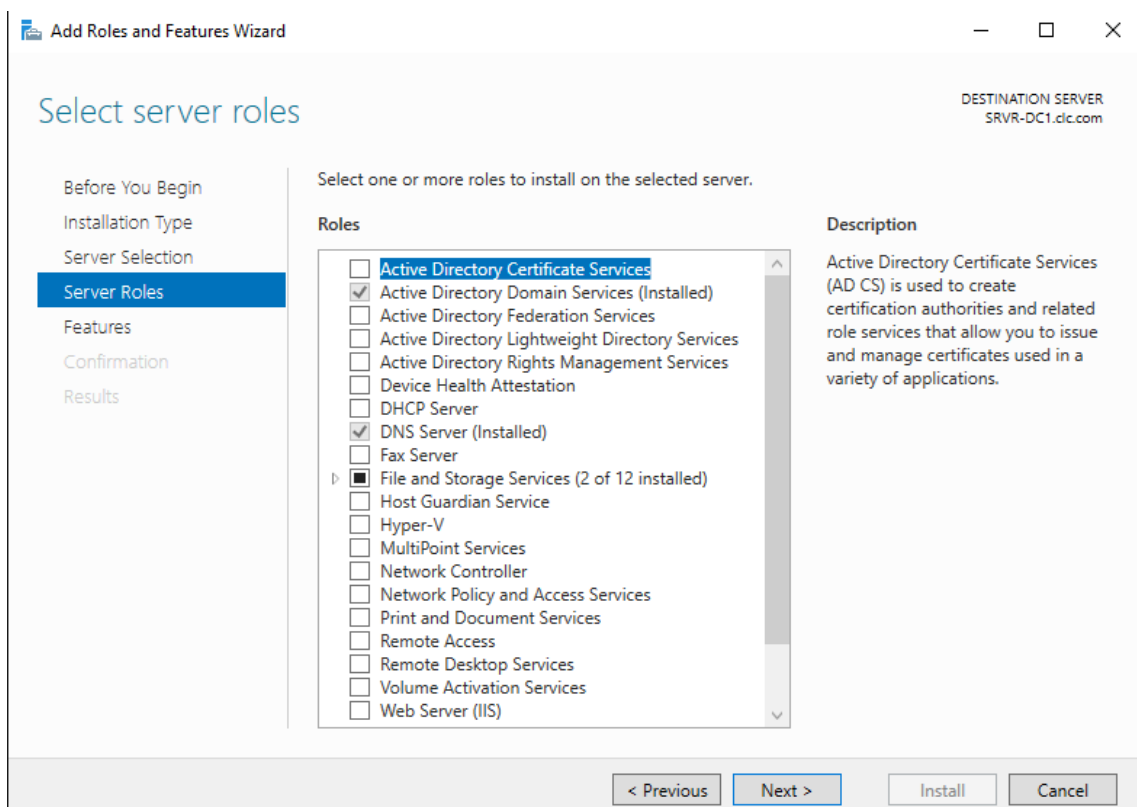 Add Roles and Features Wizard
Select server roles
DESTINATION SERVER
SRVR-DC1.clc.com
Before You Begin
Installation Type
Server Selection
Server Roles
Features
Confirmation
Results
Select one or more roles to install on the selected server.
Roles
Active Directory Certificate Services
Active Directory Domain Services (Installed)
Active Directory Federation Services
Active Directory Lightweight Directory Services
Active Directory Rights Management Services
Device Health Attestation
DHCP Server
DNS Server (Installed)
Fax Server
File and Storage Services (2 of 12 installed)
Host Guardian Service
Hyper-V
MultiPoint Services
Network Controller
Network Policy and Access Services
Print and Document Services
Remote Access
Remote Desktop Services
Volume Activation Services
Web Server (IIS)
Description
Active Directory Certificate Services
(AD CS) is used to create
certification authorities and related
role services that allow you to issue
and manage certificates used in a
variety of applications.
< Previous
Next >
Install
Cancel